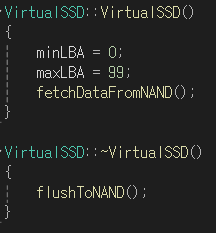 VirtualSSD::VirtualSSD()
{
    minLBA = 0;
    maxLBA = 99;
    fetchDataFromNAND();
}
VirtualSSD::~VirtualSSD()
{
    flushToNAND();
}